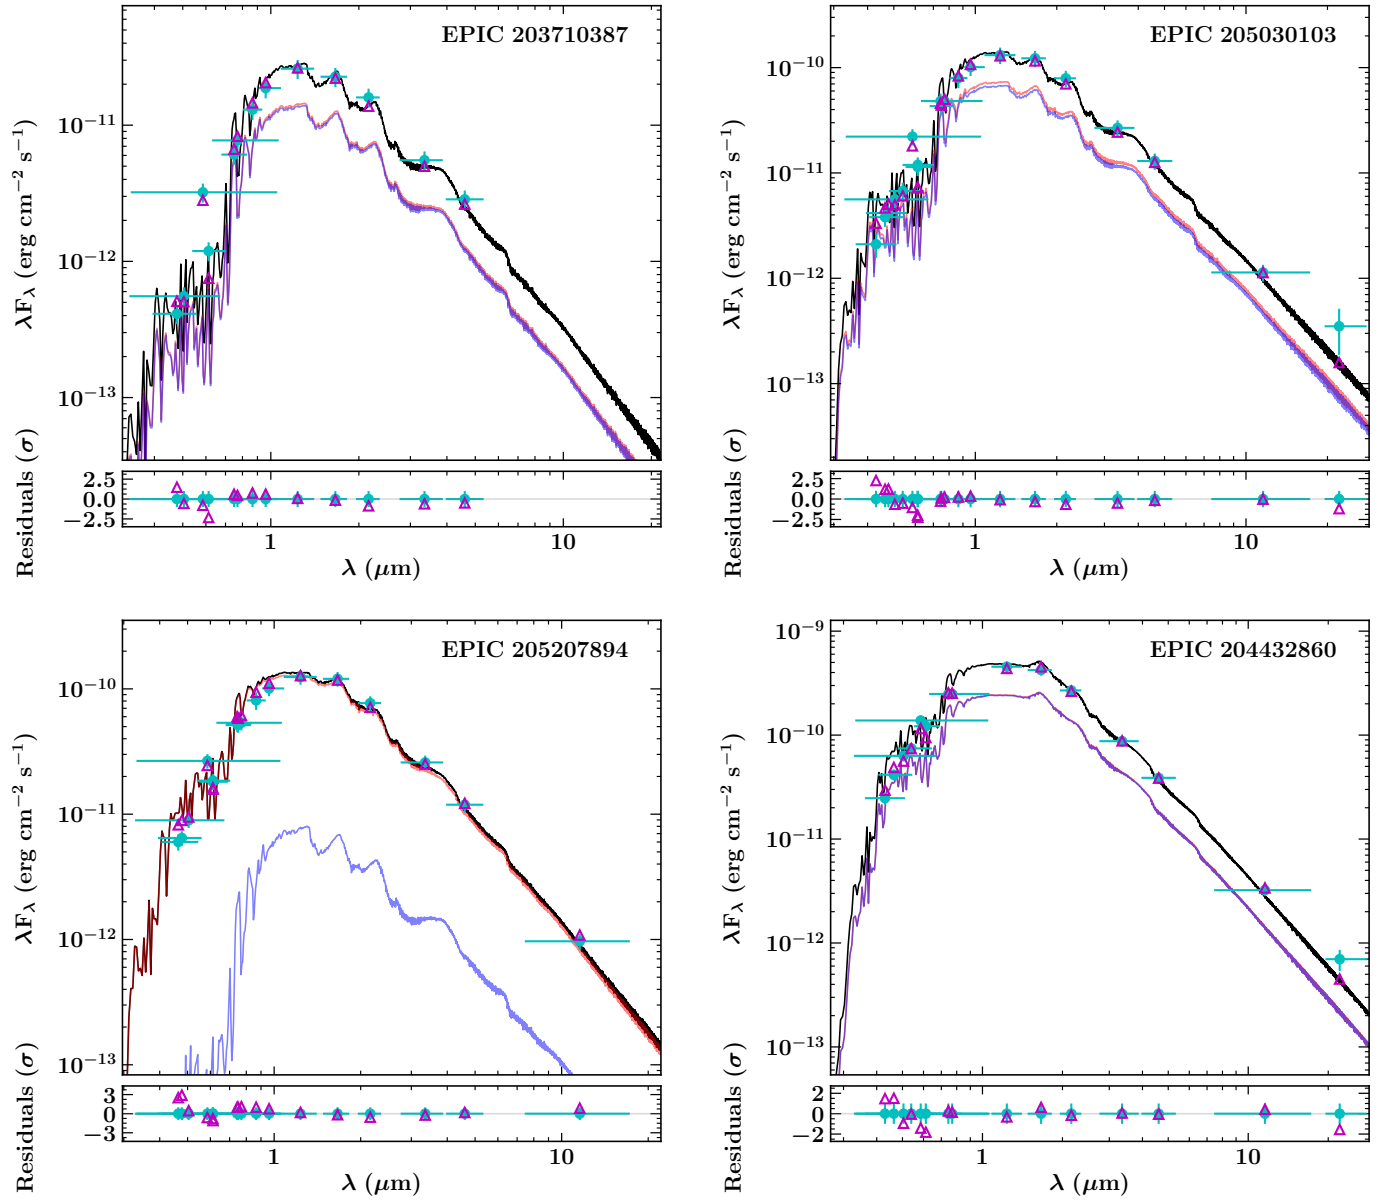 EPIC 203710387
λFλ (erg cm−2 s−1)
10−11
10−12
10−13
Residuals (σ)
2.5
0.0
−2.5
1
10
λ (μm)
EPIC 205030103
λFλ (erg cm−2 s−1)
10−10
10−11
10−12
10−13
Residuals (σ)
2.5
0.0
−2.5
1
10
λ (μm)
EPIC 205207894
λFλ (erg cm−2 s−1)
10−10
10−11
10−12
10−13
Residuals (σ)
3
0
−3
1
10
λ (μm)
EPIC 204432860
λFλ (erg cm−2 s−1)
10−9
10−10
10−11
10−12
10−13
Residuals (σ)
2
0
−2
1
10
λ (μm)